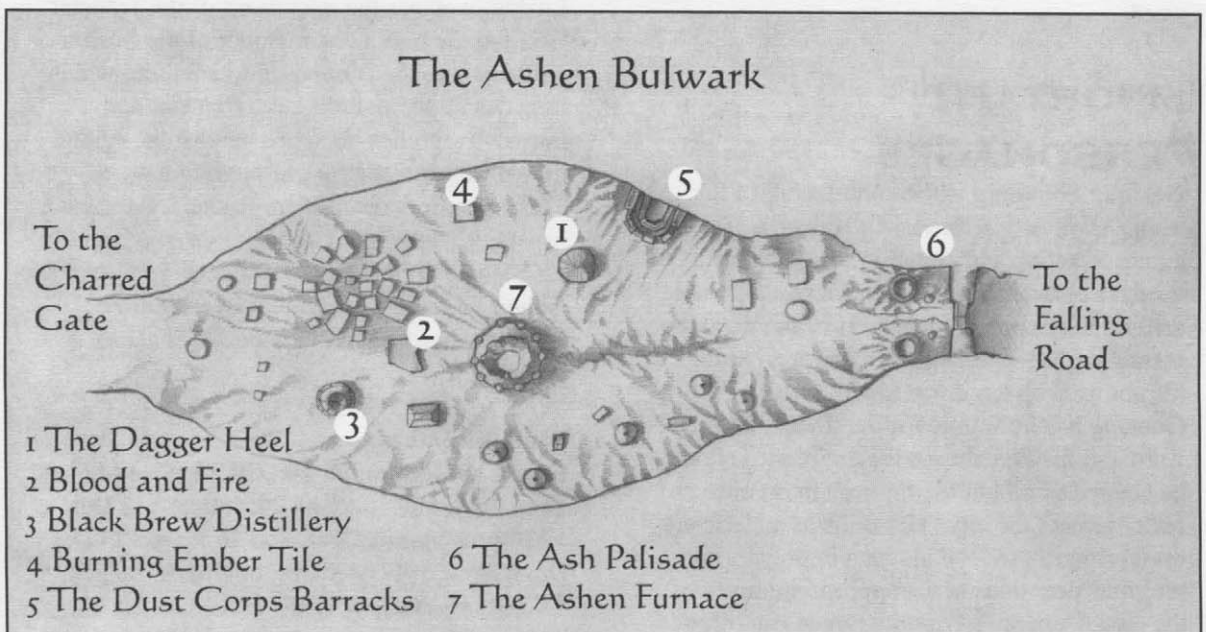 The Ashen Bulwark
4
5
1
6
To the
Charred
Gate
To the
Falling
Road
7
2
3
1 The Dagger Heel
2 Blood and Fire
3 Black Brew Distillery
4 Burning Ember Tile
5 The Dust Corps Barracks
6 The Ash Palisade
7 The Ashen Furnace